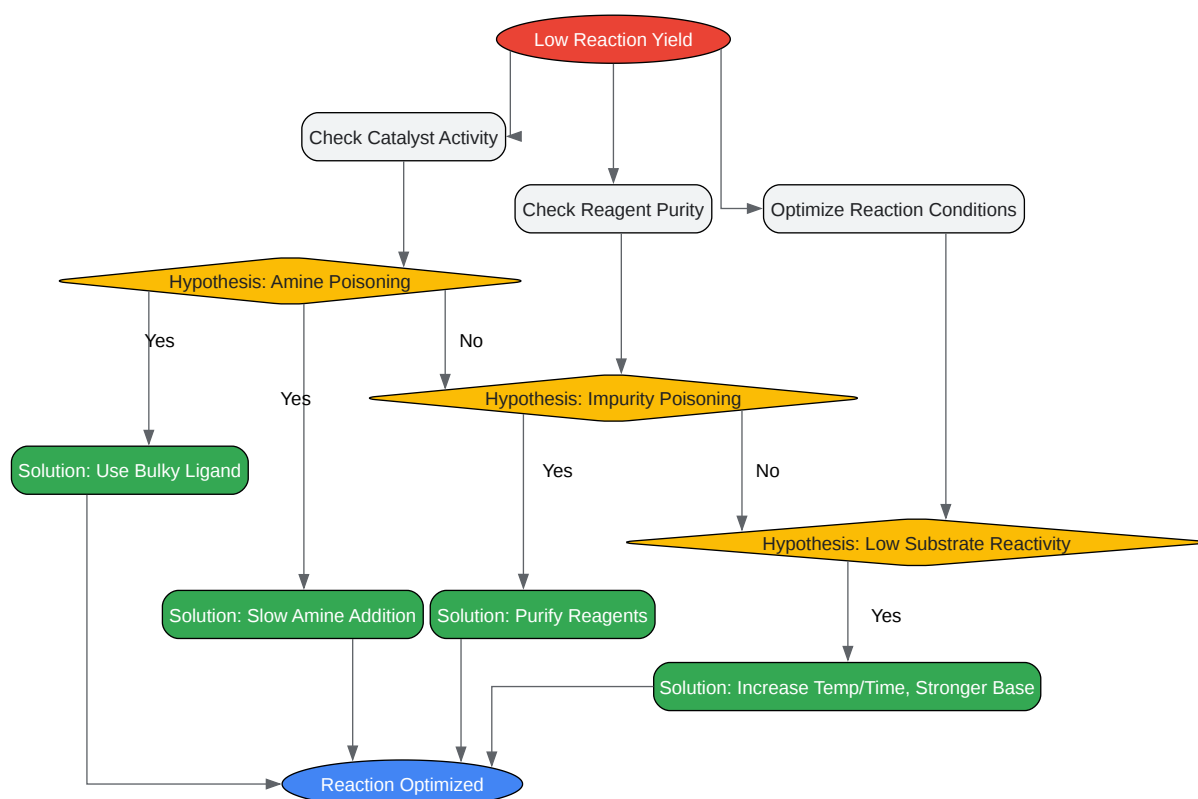 Low Reaction Yield
Check Catalyst Activity
Check Reagent Purity
Optimize Reaction Conditions
Hypothesis: Amine Poisoning
Yes
No
Yes
Hypothesis: Impurity Poisoning
Solution: Use Bulky Ligand
Yes
No
Hypothesis: Low Substrate Reactivity
Solution: Slow Amine Addition
Solution: Purify Reagents
Yes
Solution: Increase Temp/Time, Stronger Base
Reaction Optimized